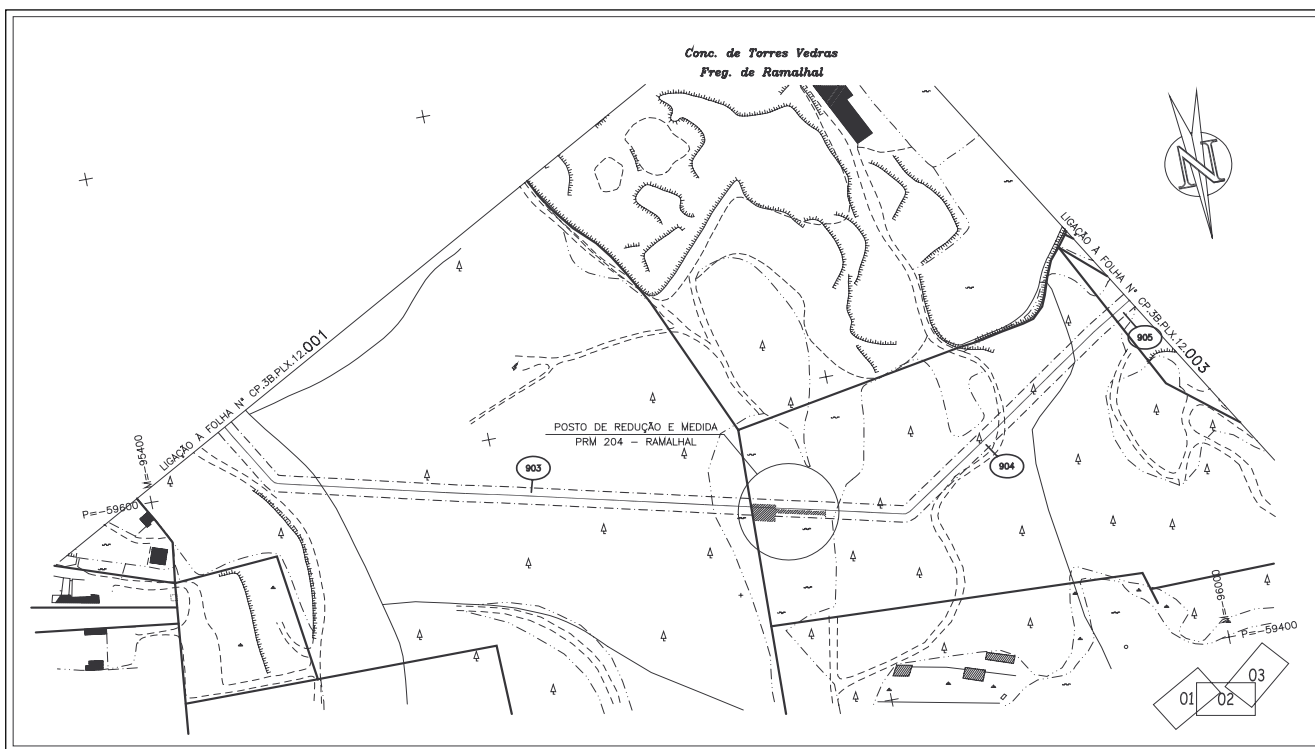 Conc. de Torres Vedras
Freg. de Ramalhal
N
LIGAÇÃO A FOLHA Nº CP.3B.PLX.12.001
LIGAÇÃO A FOLHA Nº CP.3B.PLX.12.003
905
POSTO DE REDUÇÃO E MEDIDA
PRM 204 - RAMALHAL
903
904
M=-95400
P=-59600
M=-96000
P=-59400
01
02
03